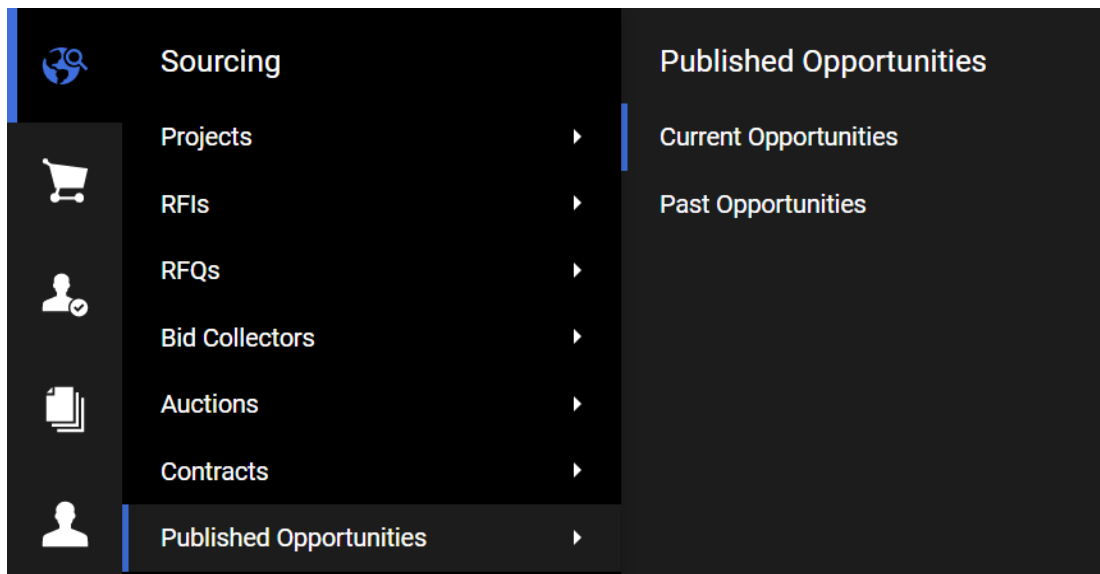 Sourcing
Projects
RFIs
RFQs
Bid Collectors
Auctions
Contracts
Published Opportunities
Published Opportunities
Current Opportunities
Past Opportunities